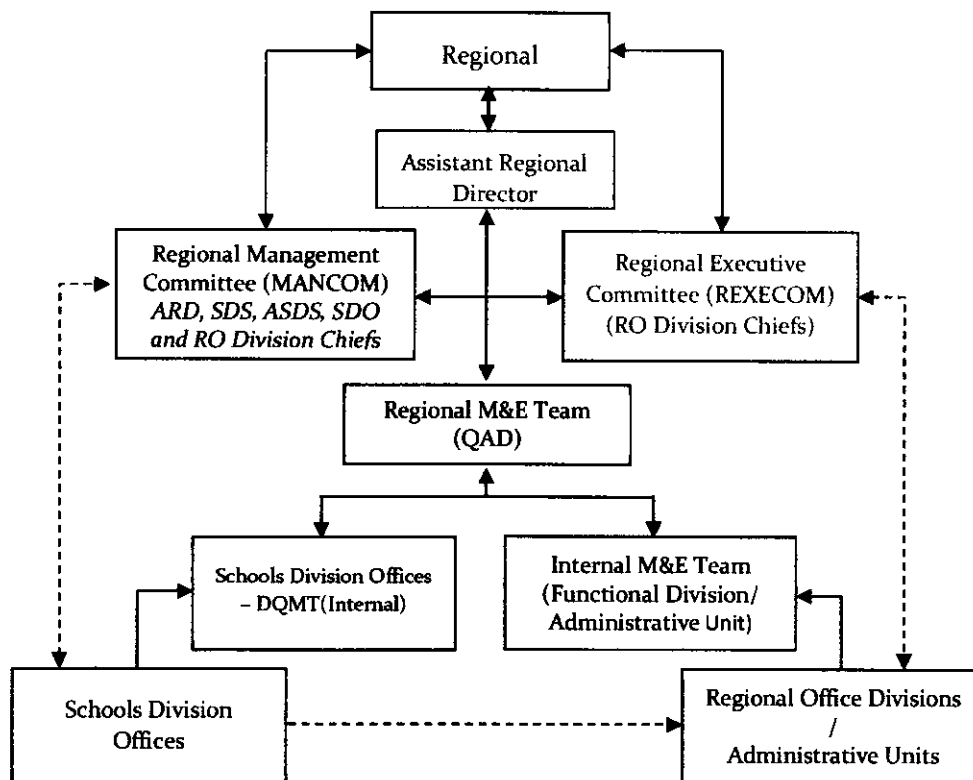 Regional
Assistant Regional
Director
Regional Management
Committee (MANCOM)
ARD, SDS, ASDS, SDO
and RO Division Chiefs
Regional Executive
Committee (REXECOM)
(RO Division Chiefs)
Regional M&E Team
(QAD)
Schools Division Offices
– DQMT(Internal)
Internal M&E Team
(Functional Division/
Administrative Unit)
Schools Division
Offices
Regional Office Divisions
/
Administrative Units